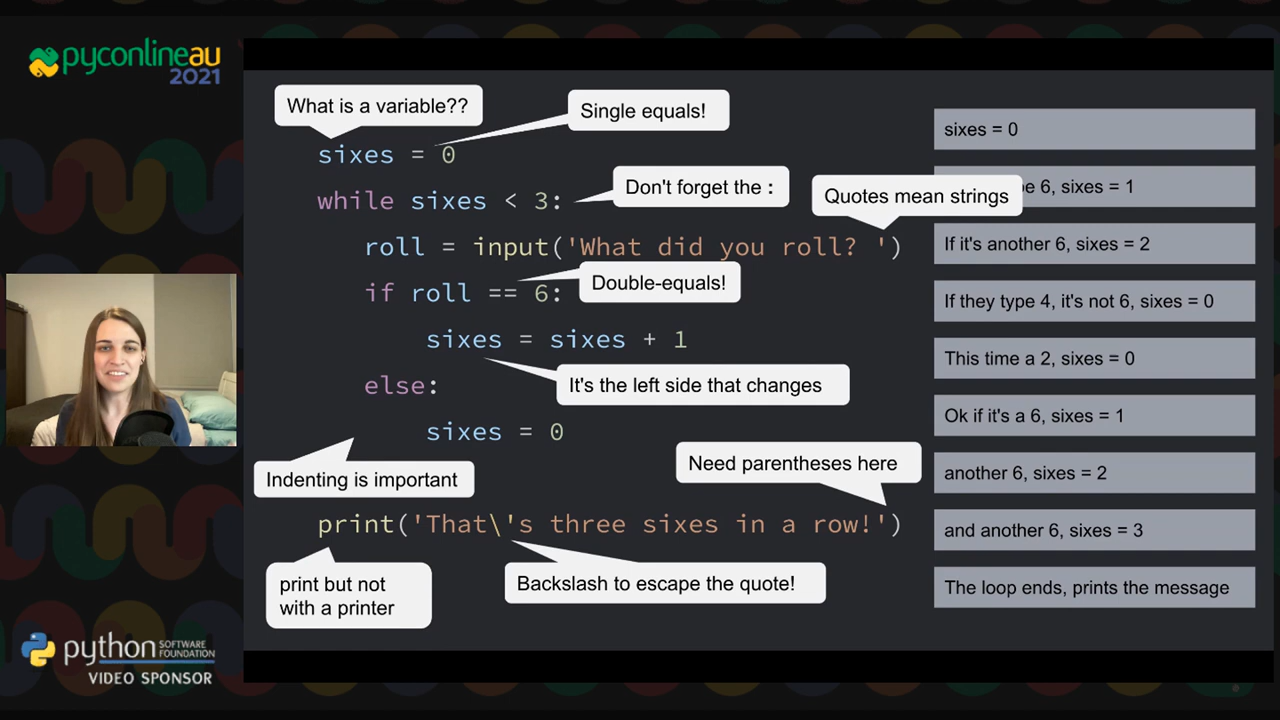 pyconlineau
2021
What is a variable??
Single equals!
sixes = 0
Don't forget the :
while sixes < 3:
Quotes mean strings
roll = input('What did you roll? ')
Double-equals!
if roll == 6:
sixes = sixes + 1
It's the left side that changes
else:
sixes = 0
Indenting is important
Need parentheses here
print('That\'s three sixes in a row!')
print but not
with a printer
Backslash to escape the quote!
sixes = 0
6, sixes = 1
If it's another 6, sixes = 2
If they type 4, it's not 6, sixes = 0
This time a 2, sixes = 0
Ok if it's a 6, sixes = 1
another 6, sixes = 2
and another 6, sixes = 3
The loop ends, prints the message
python SOFTWARE
FOUNDATION
VIDEO SPONSOR